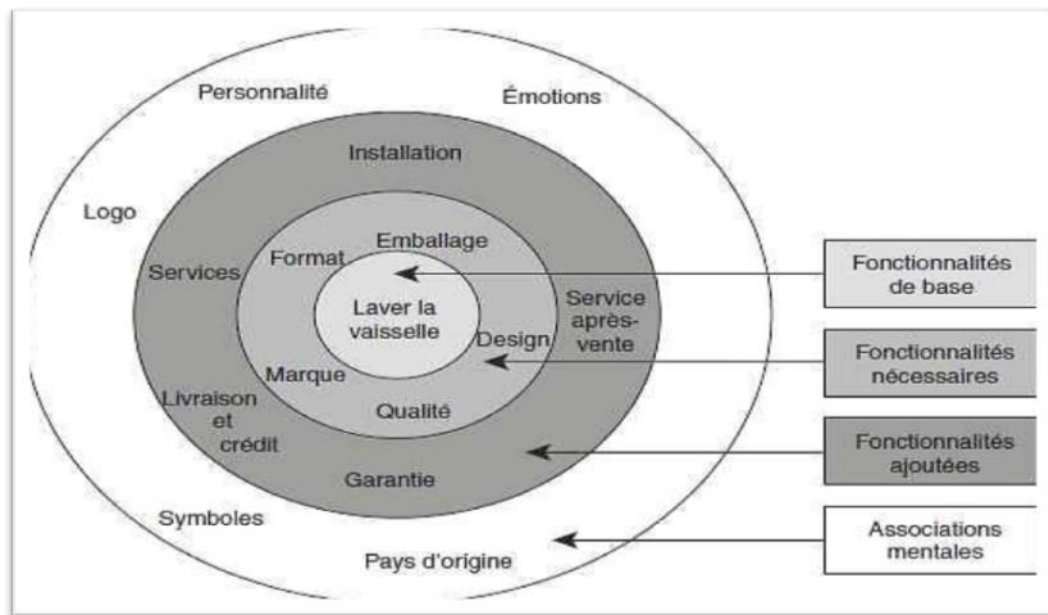 Personnalité
Émotions
Installation
Logo
Emballage
Format
Services
Laver la
vaisselle
Service
après-
vente
Design
Marque
Qualité
Livraison
et
crédit
Garantie
Symboles
Pays d'origine
Fonctionnalités
de base
Fonctionnalités
nécessaires
Fonctionnalités
ajoutées
Associations
mentales